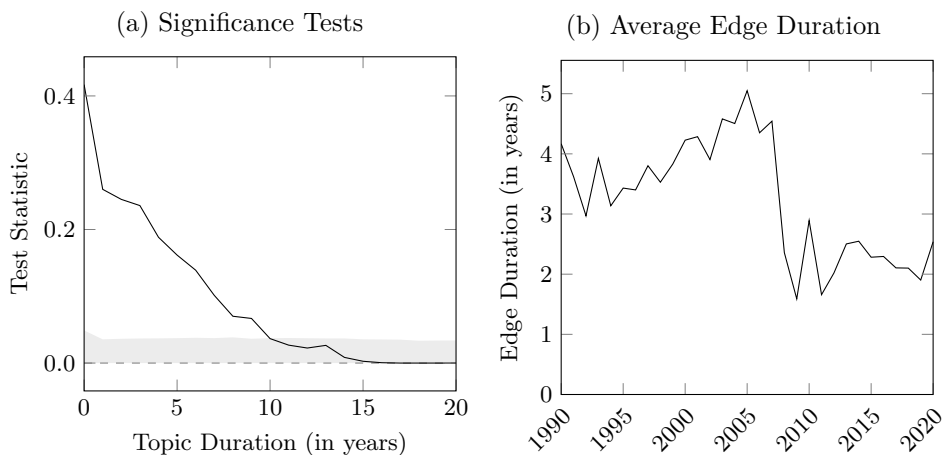 (a) Significance Tests
0.4
0.2
0.0
Test Statistic
0 5 10 15 20
Topic Duration (in years)
(b) Average Edge Duration
5
4
3
2
1
0
Edge Duration (in years)
1990 1995 2000 2005 2010 2015 2020